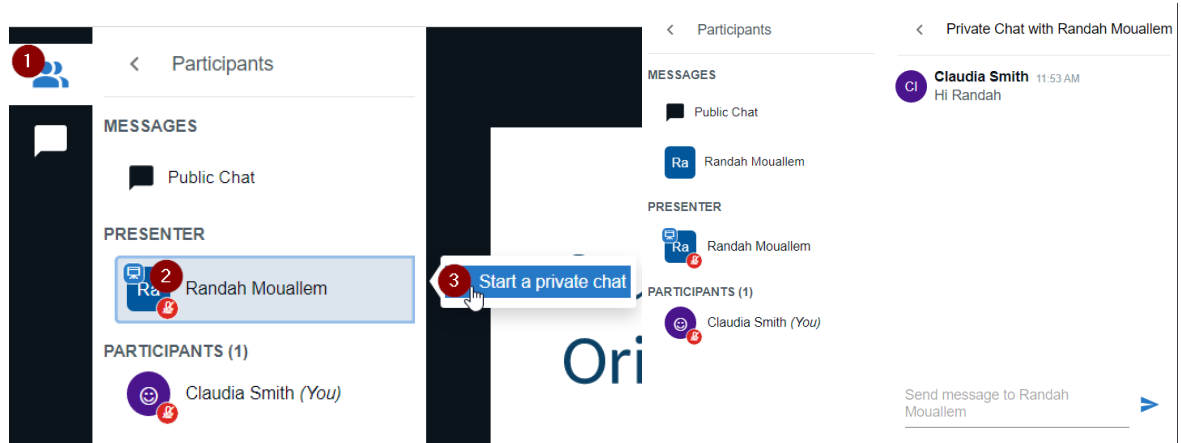 1
Participants
MESSAGES
Public Chat
PRESENTER
2
Ra
Randah Mouallem
3
Start a private chat
PARTICIPANTS (1)
Claudia Smith (You)
Ori
Participants
MESSAGES
Public Chat
Ra
Randah Mouallem
PRESENTER
Ra
Randah Mouallem
PARTICIPANTS (1)
Claudia Smith (You)
Private Chat with Randah Mouallem
Cl
Claudia Smith 11:53 AM
Hi Randah
Send message to Randah
Mouallem